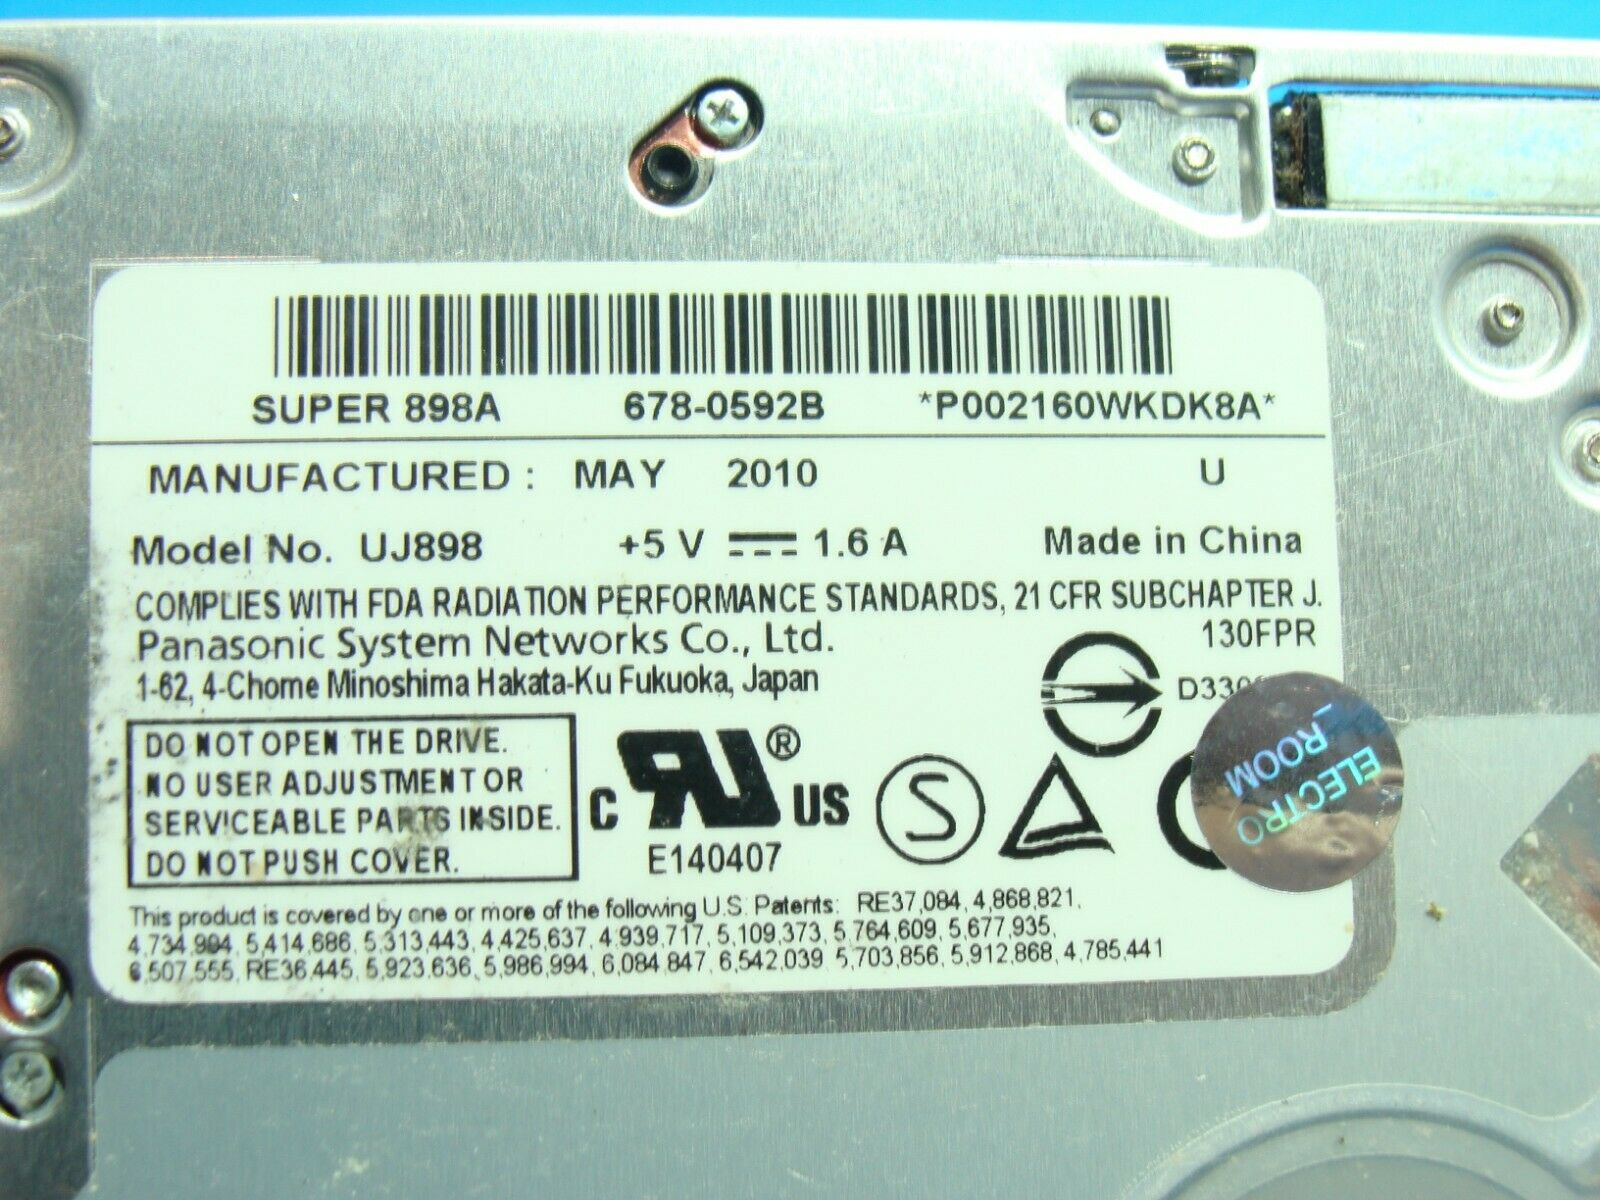 SUPER 898A 678-0592B *P002160WKDK8A*
MANUFACTURED : MAY 2010 U
Model No. UJ898 +5 V 1.6 A Made in China
COMPLIES WITH FDA RADIATION PERFORMANCE STANDARDS, 21 CFR SUBCHAPTER J.
Panasonic System Networks Co., Ltd. 130FPR
1-62, 4-Chome Minoshima Hakata-Ku Fukuoka, Japan
DO NOT OPEN THE DRIVE.
NO USER ADJUSTMENT OR
SERVICEABLE PARTS INSIDE.
DO NOT PUSH COVER.
C UR ® US
E140407
S
ELECTRO
_ROOM
This product is covered by one or more of the following U.S. Patents: RE37,084, 4,868,821,
4,734,904, 5,414,686, 5,313,443, 4,425,637, 4,939,717, 5,109,373, 5,764,609, 5,677,935,
6,507,555, RE36,445, 5,923,636, 5,986,994, 6,084,847, 6,542,039, 5,703,856, 5,912,868, 4,785,441